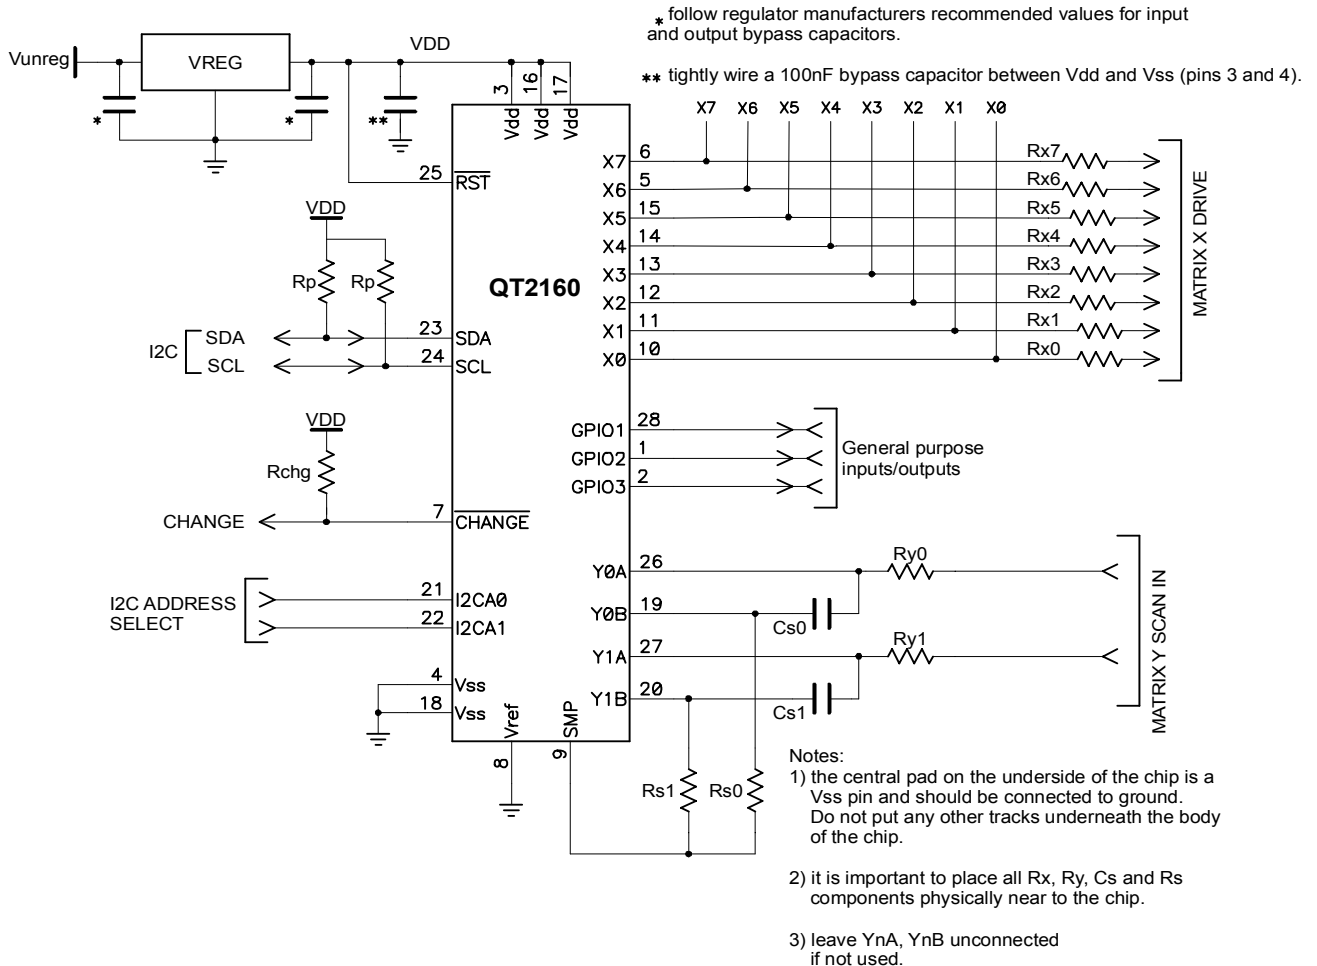 * follow regulator manufacturers recommended values for input
and output bypass capacitors.
** tightly wire a 100nF bypass capacitor between Vdd and Vss (pins 3 and 4).
Vunreg
VREG
VDD
*
*
**
3
16
17
Vdd
Vdd
Vdd
X7
X6
X5
X4
X3
X2
X1
X0
25
RST
VDD
Rp
Rp
I2C
SDA
SCL
23
SDA
24
SCL
QT2160
X7
6
Rx7
X6
5
Rx6
X5
15
Rx5
X4
14
Rx4
X3
13
Rx3
X2
12
Rx2
X1
11
Rx1
X0
10
Rx0
MATRIX X DRIVE
VDD
Rchg
CHANGE
7
CHANGE
GPIO1
28
GPIO2
1
GPIO3
2
General purpose
inputs/outputs
I2C ADDRESS
SELECT
21
I2CA0
22
I2CA1
4
Vss
18
Vss
Vref
8
SMP
9
Y0A
26
Ry0
Y0B
19
Cs0
Y1A
27
Ry1
Y1B
20
Cs1
MATRIX Y SCAN IN
Rs1
Rs0
Notes:
1) the central pad on the underside of the chip is a
Vss pin and should be connected to ground.
Do not put any other tracks underneath the body
of the chip.
2) it is important to place all Rx, Ry, Cs and Rs
components physically near to the chip.
3) leave YnA, YnB unconnected
if not used.